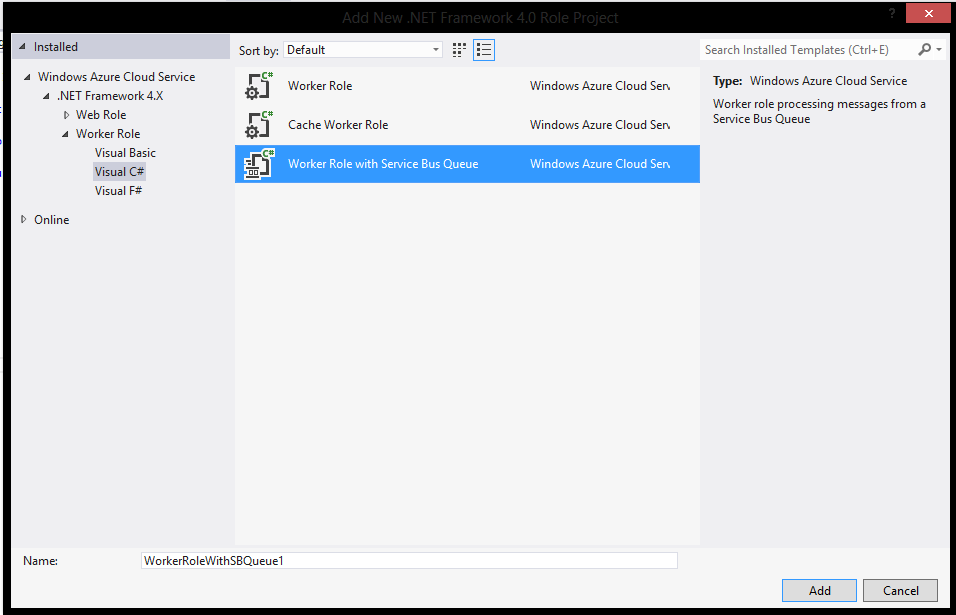 Add New .NET Framework 4.0 Role Project
?
Installed
Sort by: Default
Search Installed Templates (Ctrl+E)
Windows Azure Cloud Service
.NET Framework 4.X
Web Role
Worker Role
Visual Basic
Visual C#
Visual F#
Online
C# Worker Role Windows Azure Cloud Serv
C# Cache Worker Role Windows Azure Cloud Serv
C# Worker Role with Service Bus Queue Windows Azure Cloud Serv
Type: Windows Azure Cloud Service
Worker role processing messages from a
Service Bus Queue
Name: WorkerRoleWithSBQueue1
Add Cancel